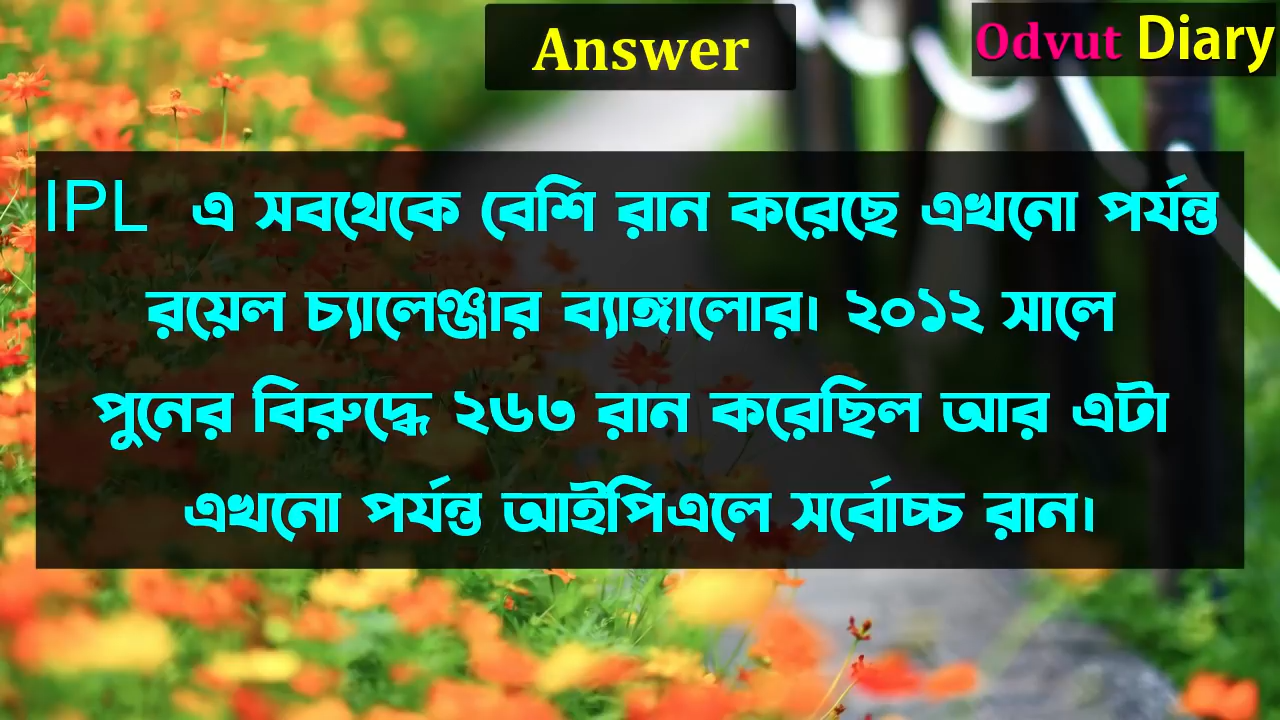 Answer
Odvut Diary
IPL এ সবথেকে বেশি রান করেছে এখনো পর্যন্ত
রয়েল চ্যালেঞ্জার ব্যাঙ্গালোর। ২০১২ সালে
পুনের বিরুদ্ধে ২৬৩ রান করেছিল আর এটা
এখনো পর্যন্ত আইপিএলে সর্বোচ্চ রান।